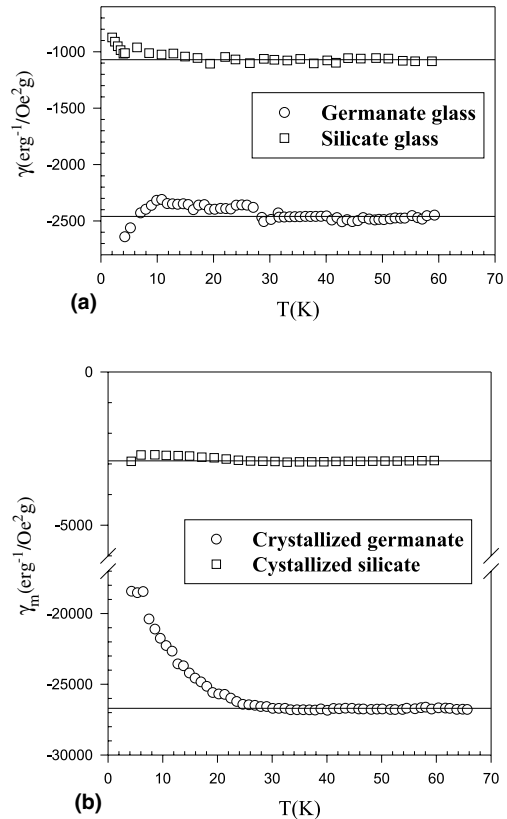 -500
-1000
-1500
-2000
-2500
γ(erg⁻¹/Oe²g)
Germanate glass
Silicate glass
0 10 20 30 40 50 60 70
(a)
T(K)
0
-5000
-20000
-25000
-30000
γₘ(erg⁻¹/Oe²g)
Crystallized germanate
Cystallized silicate
0 10 20 30 40 50 60 70
(b)
T(K)